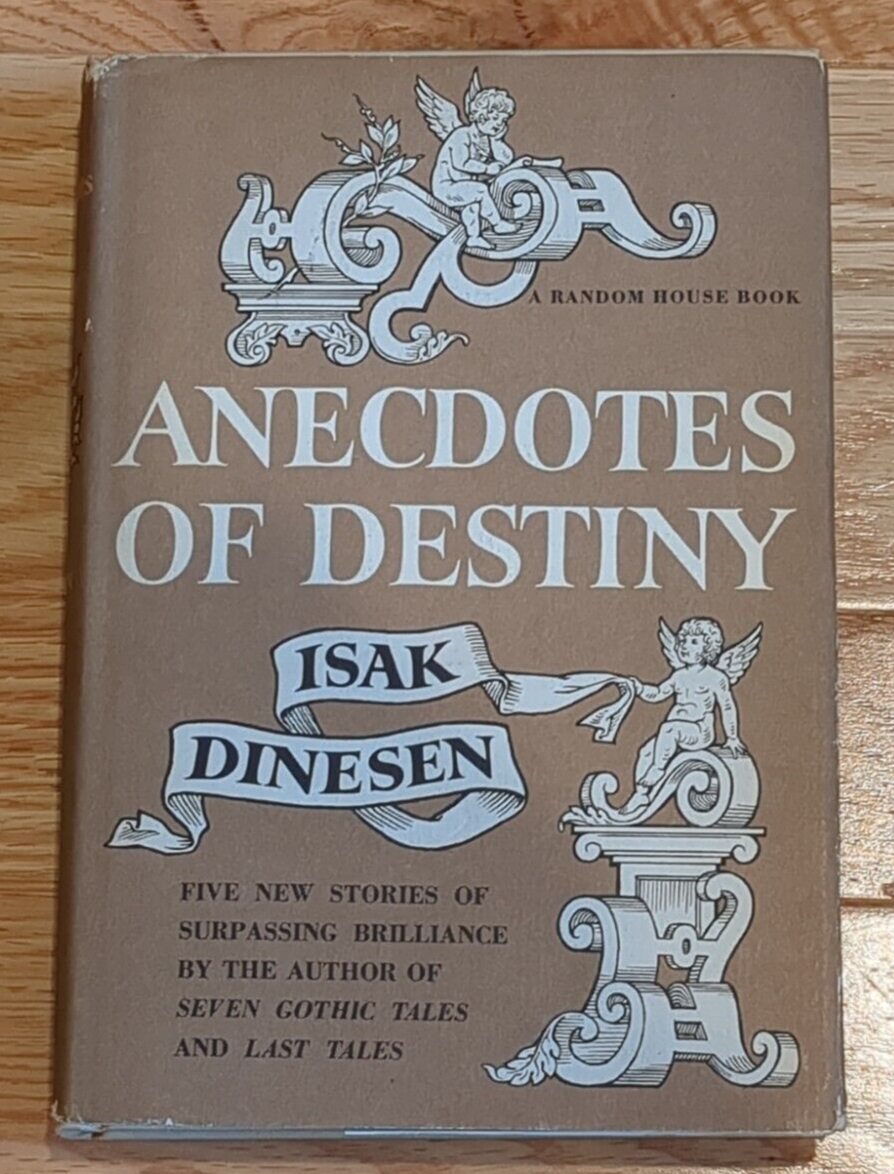 A RANDOM HOUSE BOOK
ANECDOTES
OF DESTINY
ISAK
DINESEN
FIVE NEW STORIES OF
SURPASSING BRILLIANCE
BY THE AUTHOR OF
SEVEN GOTHIC TALES
AND LAST TALES